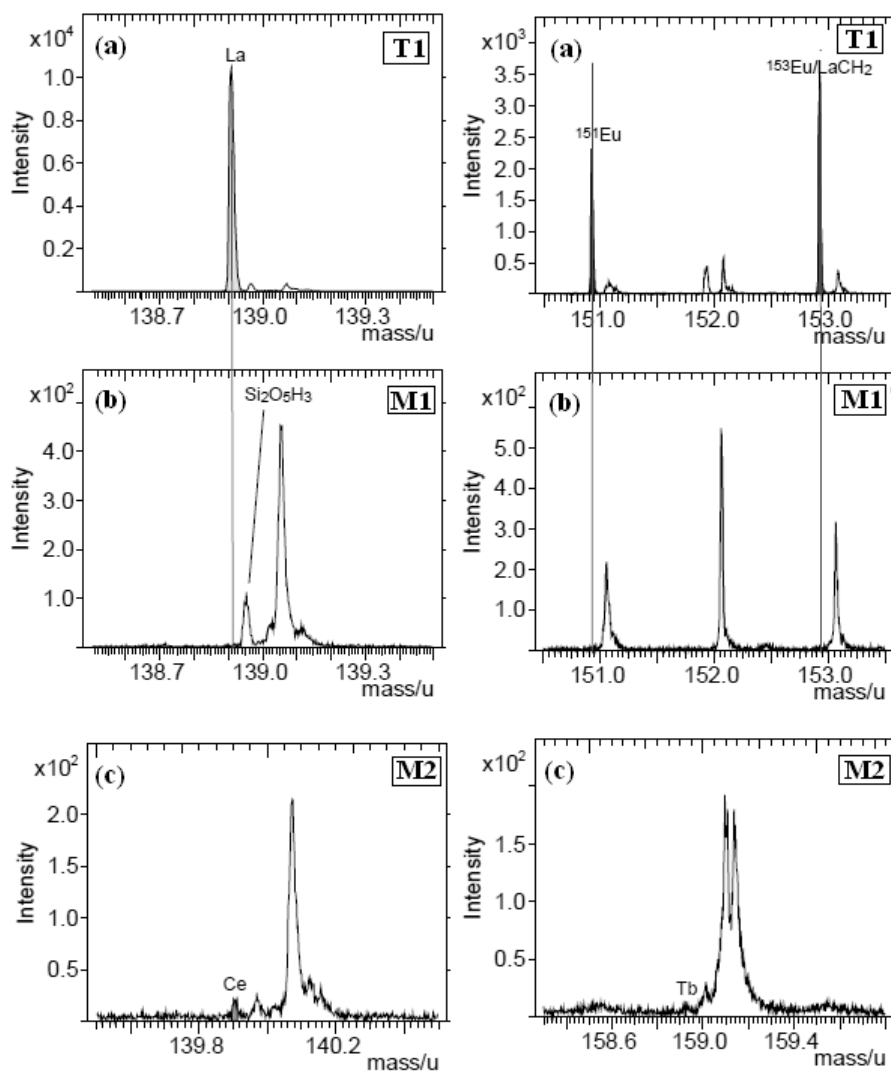 (a) T1
x10⁴
La
1.0
0.8
0.6
0.4
0.2
Intensity
138.7 139.0 139.3
mass/u
(a) T1
x10³
¹⁵³Eu/LaCH₂
¹⁵¹Eu
3.5
3.0
2.5
2.0
1.5
1.0
0.5
Intensity
151.0 152.0 153.0
mass/u
(b) M1
x10²
Si₂O₅H₃
4.0
3.0
2.0
1.0
Intensity
138.7 139.0 139.3
mass/u
(b) M1
x10²
5.0
4.0
3.0
2.0
1.0
Intensity
151.0 152.0 153.0
mass/u
(c) M2
x10²
2.0
1.5
1.0
0.5
Intensity
Ce
139.8 140.2
mass/u
(c) M2
x10²
1.5
1.0
0.5
Intensity
Tb
158.6 159.0 159.4
mass/u